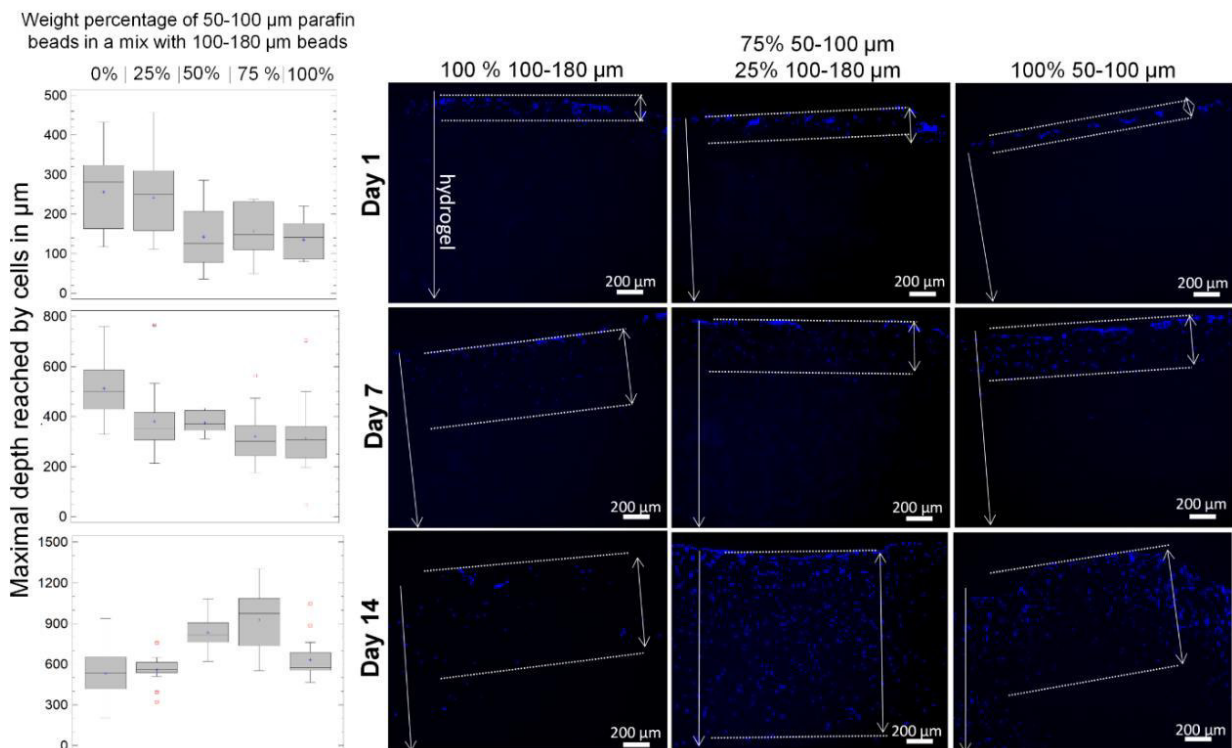 Weight percentage of 50-100 µm parafin
beads in a mix with 100-180 µm beads
0% | 25% | 50% | 75 % | 100%
Maximal depth reached by cells in µm
500
400
300
200
100
0
800
600
400
200
0
1500
1200
900
600
300
0
75% 50-100 µm
100 % 100-180 µm
25% 100-180 µm
100% 50-100 µm
Day 1
hydrogel
200 µm
200 µm
200 µm
Day 7
200 µm
200 µm
200 µm
Day 14
200 µm
200 µm
200 µm